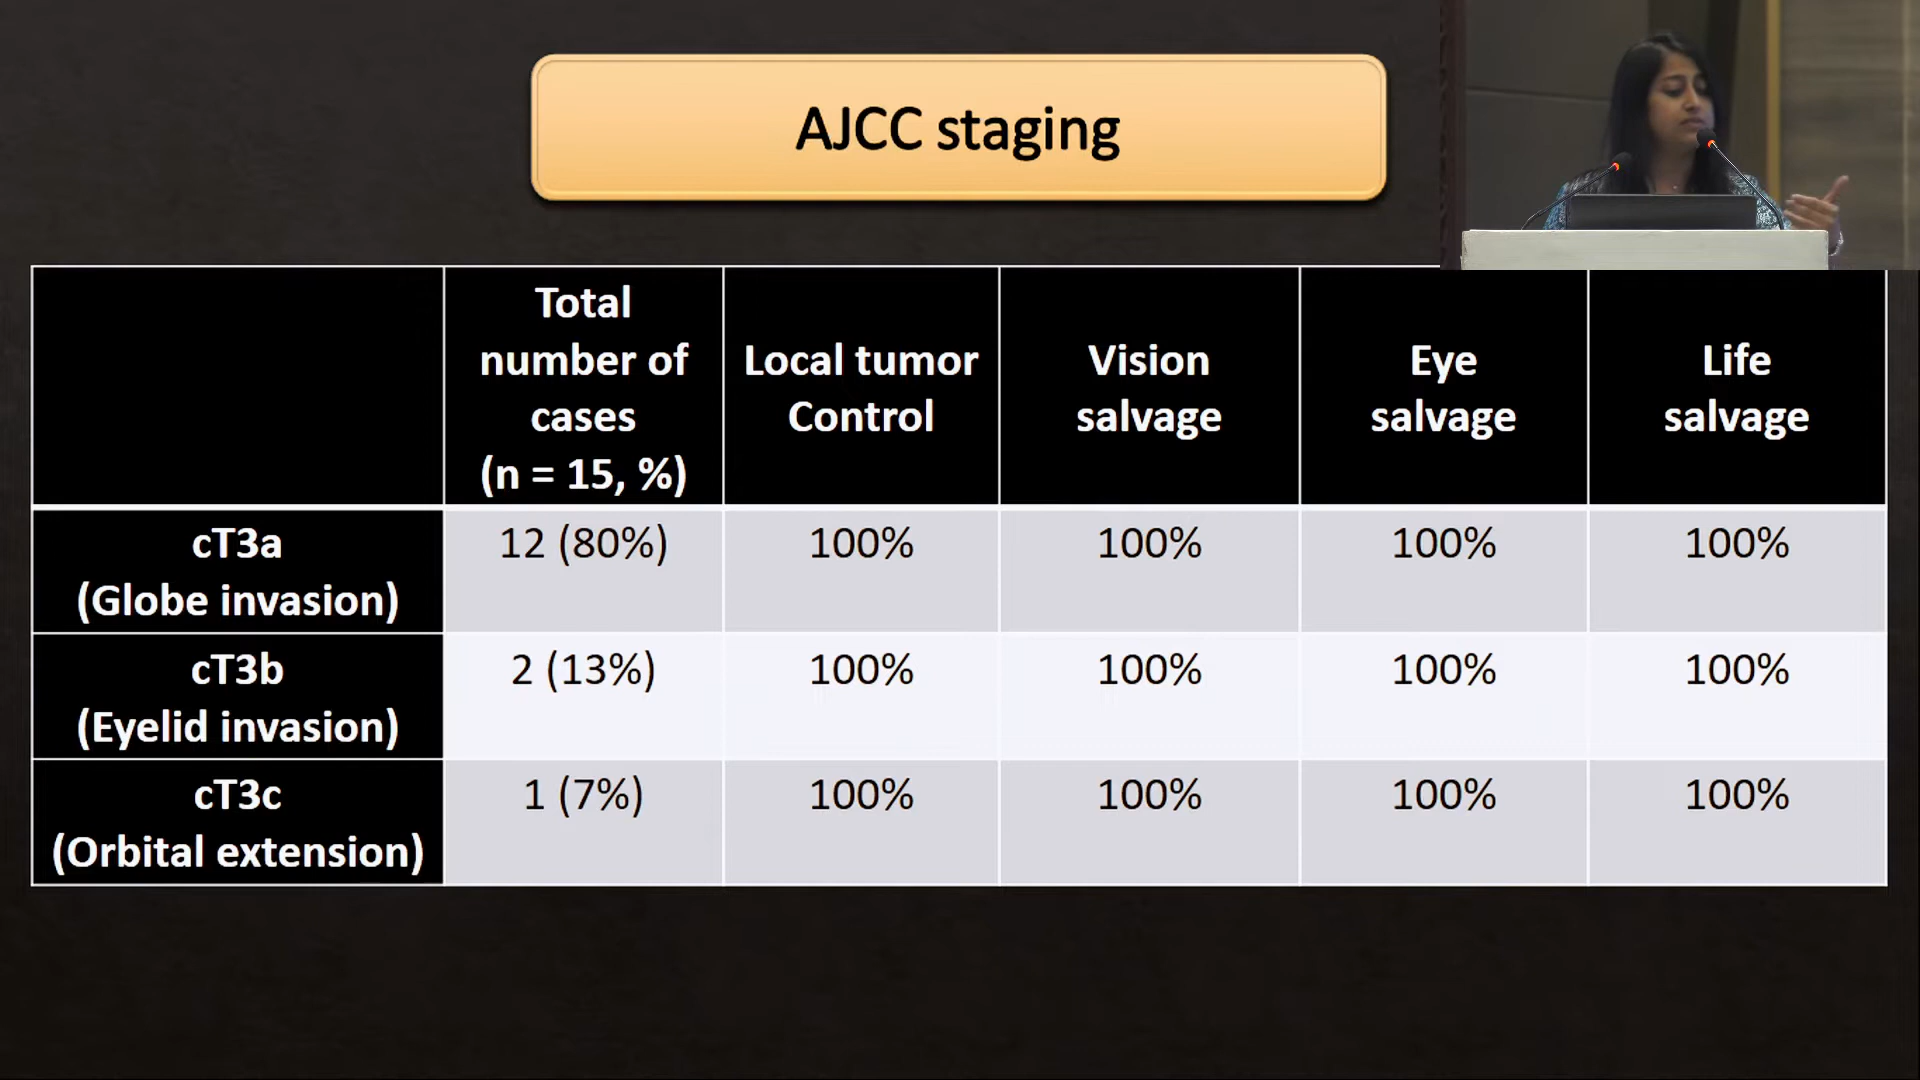 AJCC staging
Total
number of
cases
(n = 15, %)
Local tumor
Control
Vision
salvage
Eye
salvage
Life
salvage
cT3a
(Globe invasion)
12 (80%)
100%
100%
100%
100%
cT3b
(Eyelid invasion)
2 (13%)
100%
100%
100%
100%
cT3c
(Orbital extension)
1 (7%)
100%
100%
100%
100%